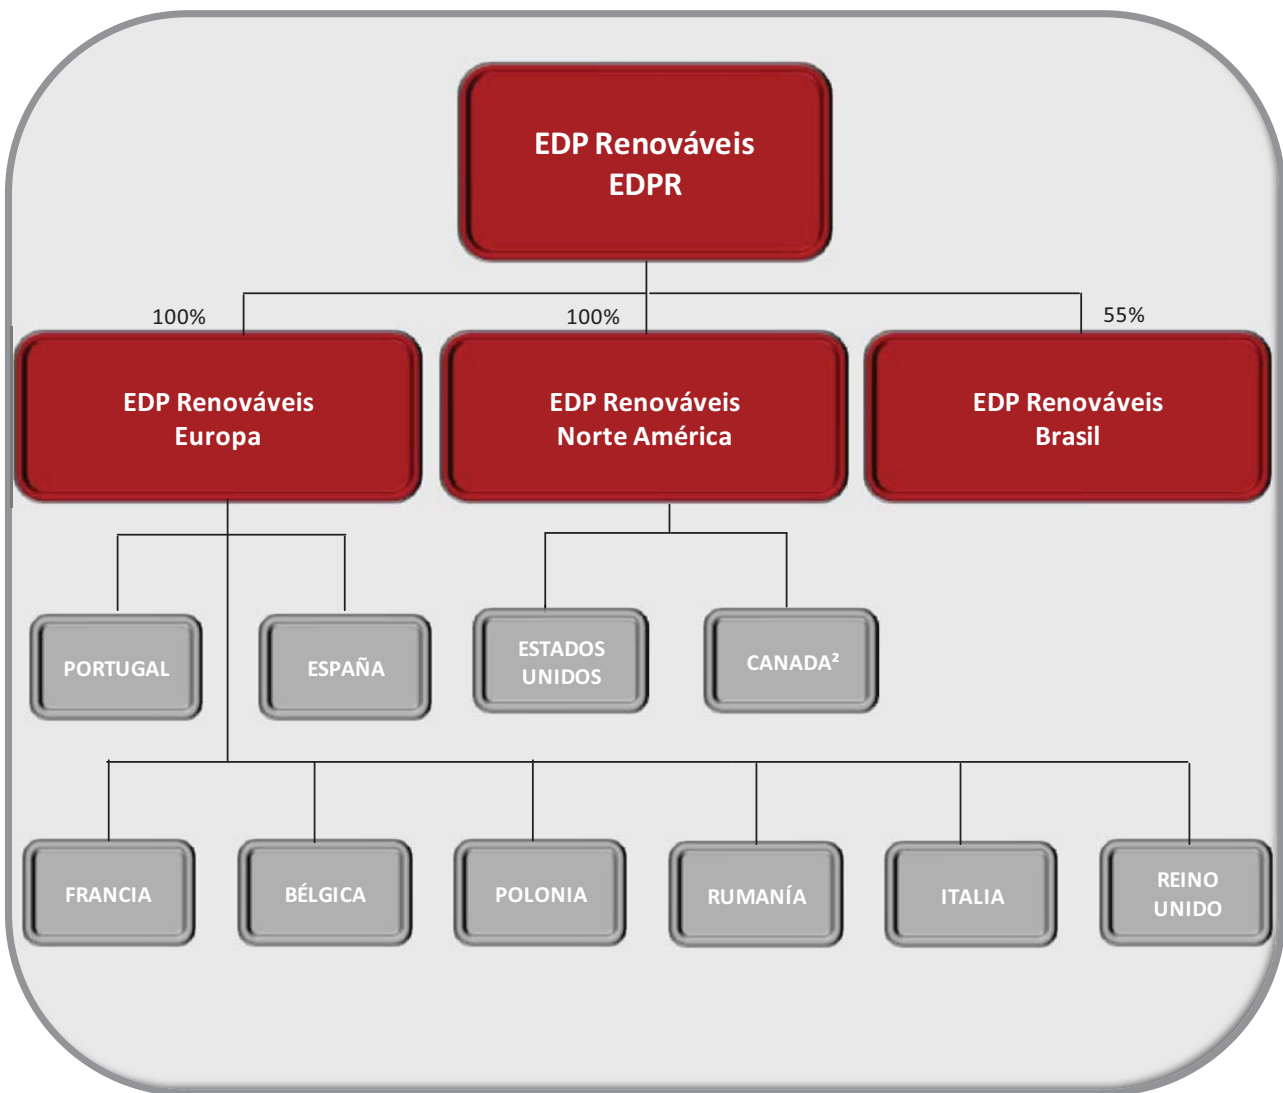 EDP Renováveis
EDPR
100%
100%
55%
EDP Renováveis
Europa
EDP Renováveis
Norte América
EDP Renováveis
Brasil
PORTUGAL
ESPAÑA
ESTADOS
UNIDOS
CANADA²
FRANCIA
BÉLGICA
POLONIA
RUMANÍA
ITALIA
REINO
UNIDO